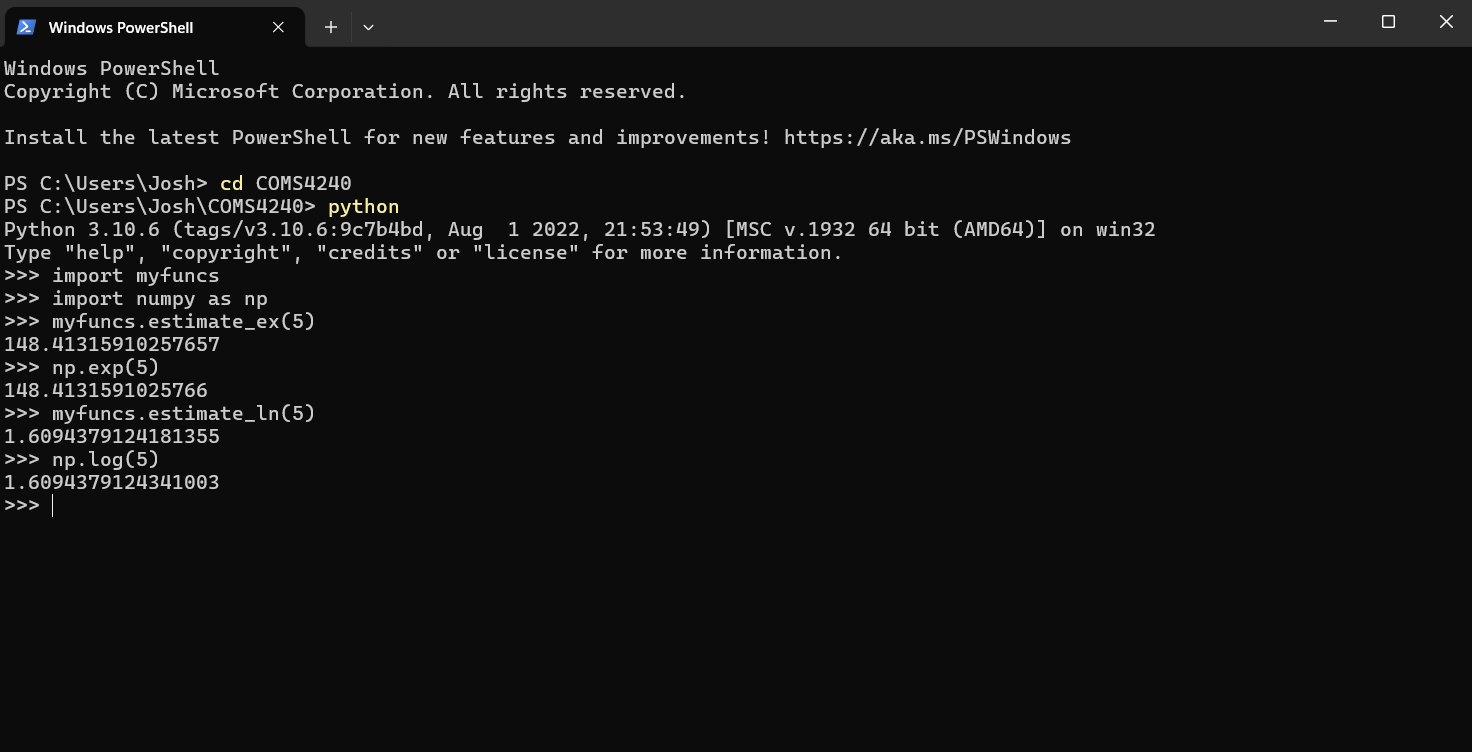 Windows PowerShell
Windows PowerShell
Copyright (C) Microsoft Corporation. All rights reserved.
Install the latest PowerShell for new features and improvements! https://aka.ms/PSWindows
PS C:\Users\Josh> cd COMS4240
PS C:\Users\Josh\COMS4240> python
Python 3.10.6 (tags/v3.10.6:9c7b4bd, Aug  1 2022, 21:53:49) [MSC v.1932 64 bit (AMD64)] on win32
Type "help", "copyright", "credits" or "license" for more information.
>>> import myfuncs
>>> import numpy as np
>>> myfuncs.estimate_ex(5)
148.41315910257657
>>> np.exp(5)
148.4131591025766
>>> myfuncs.estimate_ln(5)
1.6094379124181355
>>> np.log(5)
1.6094379124341003
>>>